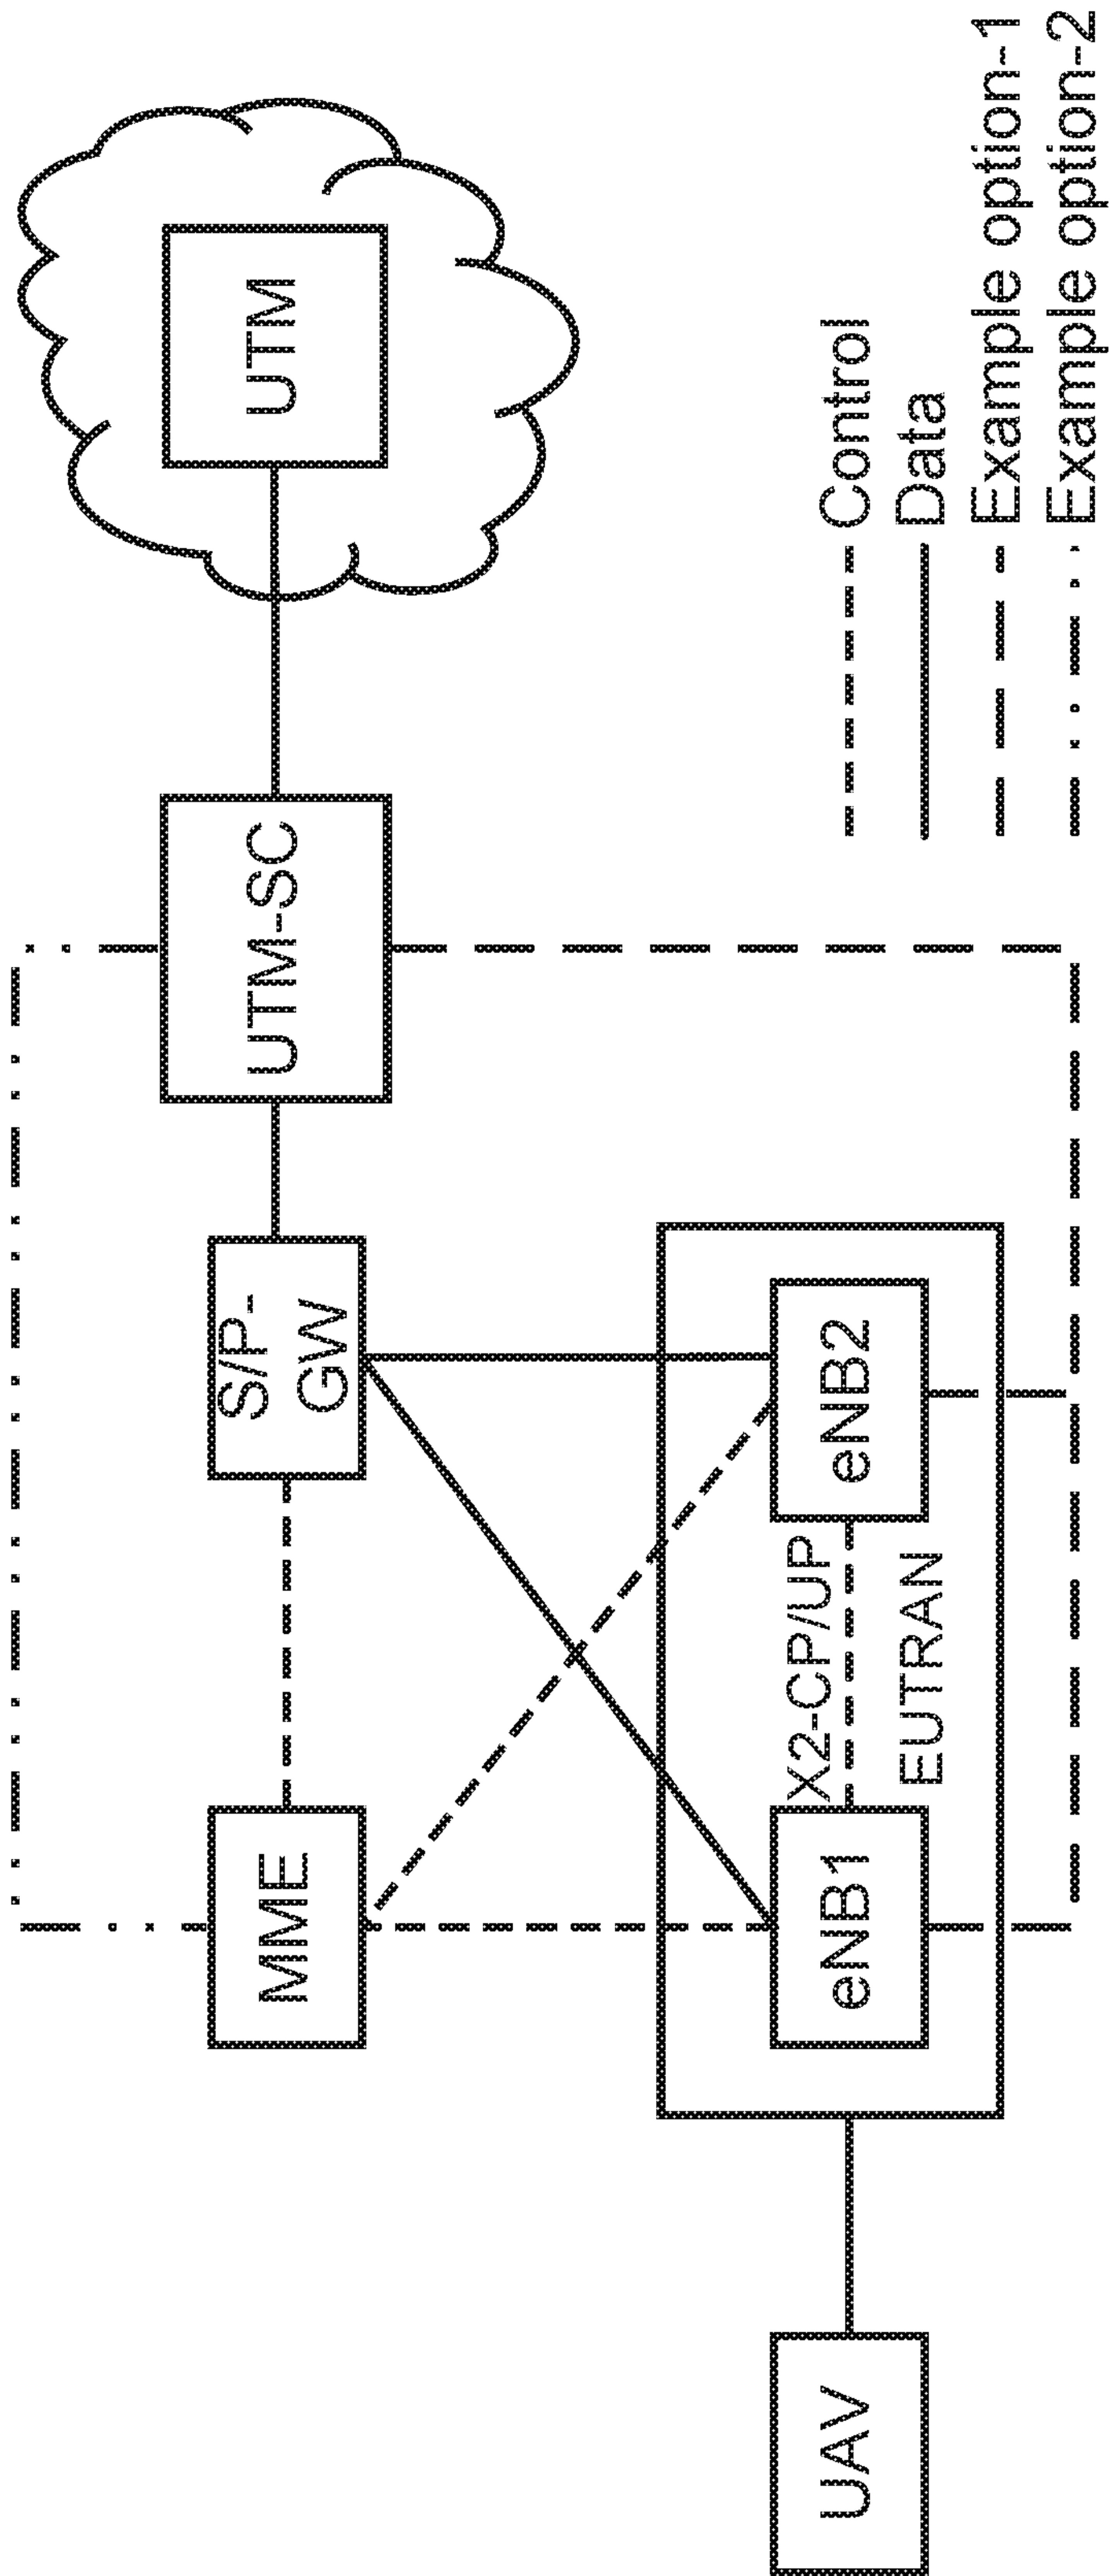 MME
S/P-
GW
UTM-SC
UTM
UAV
eNB1
X2-CP/UP
eNB2
EUTRAN
Control
Data
Example option-1
Example option-2